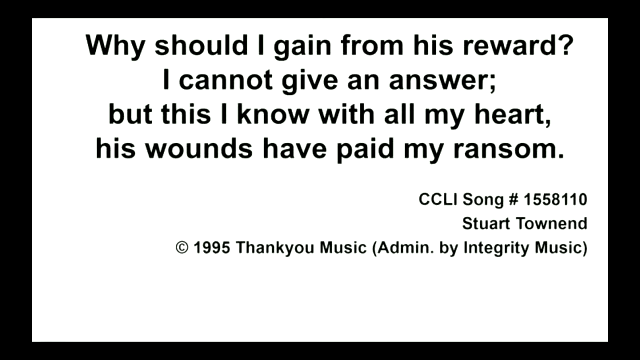 Why should I gain from his reward?
I cannot give an answer;
but this I know with all my heart,
his wounds have paid my ransom.
CCLI Song # 1558110
Stuart Townend
© 1995 Thankyou Music (Admin. by Integrity Music)